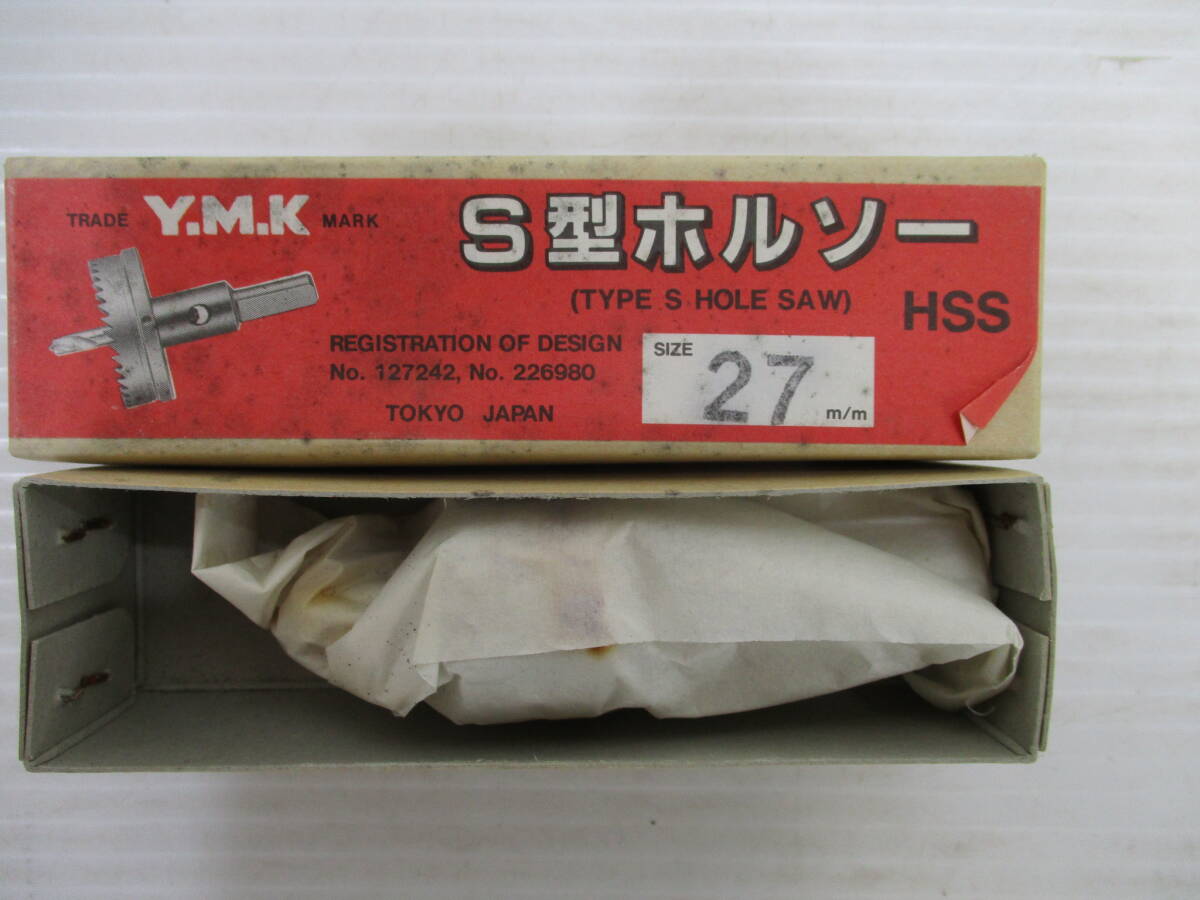 TRADE Y.M.K MARK
S型ホルソー
(TYPE S HOLE SAW)
HSS
REGISTRATION OF DESIGN
No. 127242, No. 226980
TOKYO JAPAN
SIZE 27 m/m